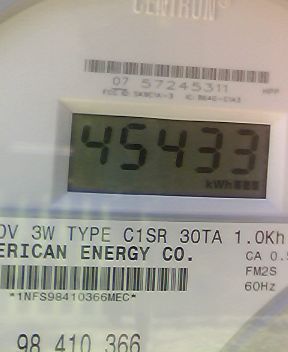 CENTRON®
07 57245311
45433
kWh
0V 3W TYPE C1SR 30TA 1.0Kh
ERICAN ENERGY CO.
CA 0.5
FM2S
60Hz
*1NFS98410366MEC*
98 410 366